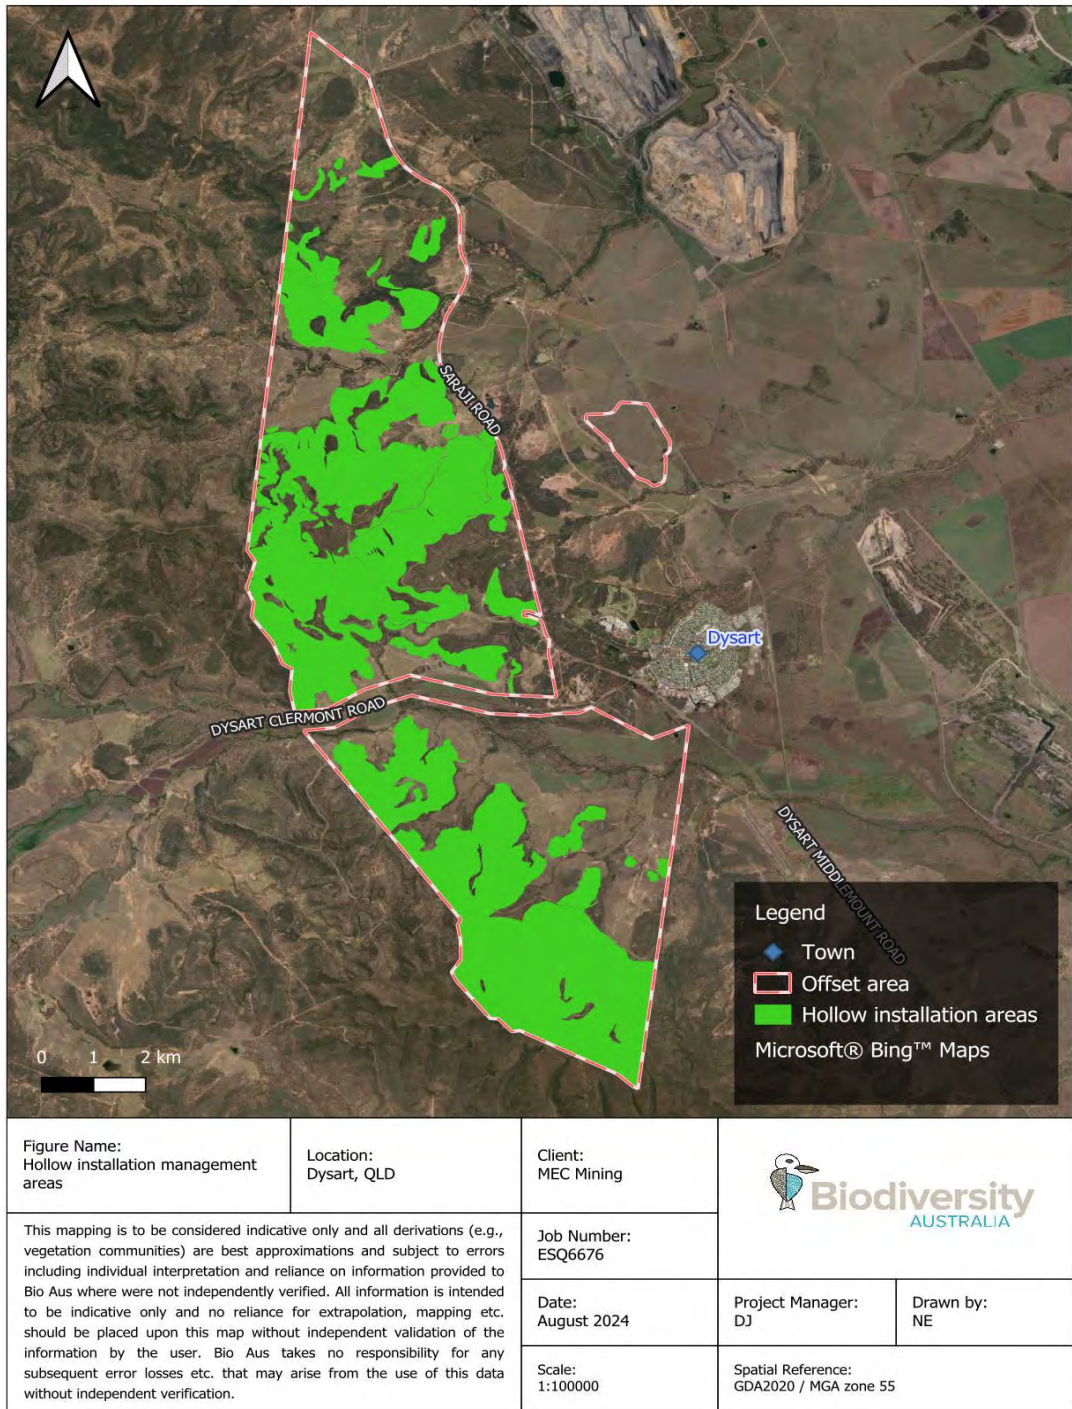 SARAJI ROAD
Dysart
DYSART CLERMONT ROAD
DYSART MIDDLEMOUNT ROAD
Legend
Town
Offset area
Hollow installation areas
Microsoft® Bing™ Maps
0 1 2 km
Figure Name:
Hollow installation management
areas
Location:
Dysart, QLD
Client:
MEC Mining
Biodiversity
AUSTRALIA
This mapping is to be considered indicative only and all derivations (e.g.,
vegetation communities) are best approximations and subject to errors
including individual interpretation and reliance on information provided to
Bio Aus where were not independently verified. All information is intended
to be indicative only and no reliance for extrapolation, mapping etc.
should be placed upon this map without independent validation of the
information by the user. Bio Aus takes no responsibility for any
subsequent error losses etc. that may arise from the use of this data
without independent verification.
Job Number:
ESQ6676
Date:
August 2024
Project Manager:
DJ
Drawn by:
NE
Scale:
1:100000
Spatial Reference:
GDA2020 / MGA zone 55